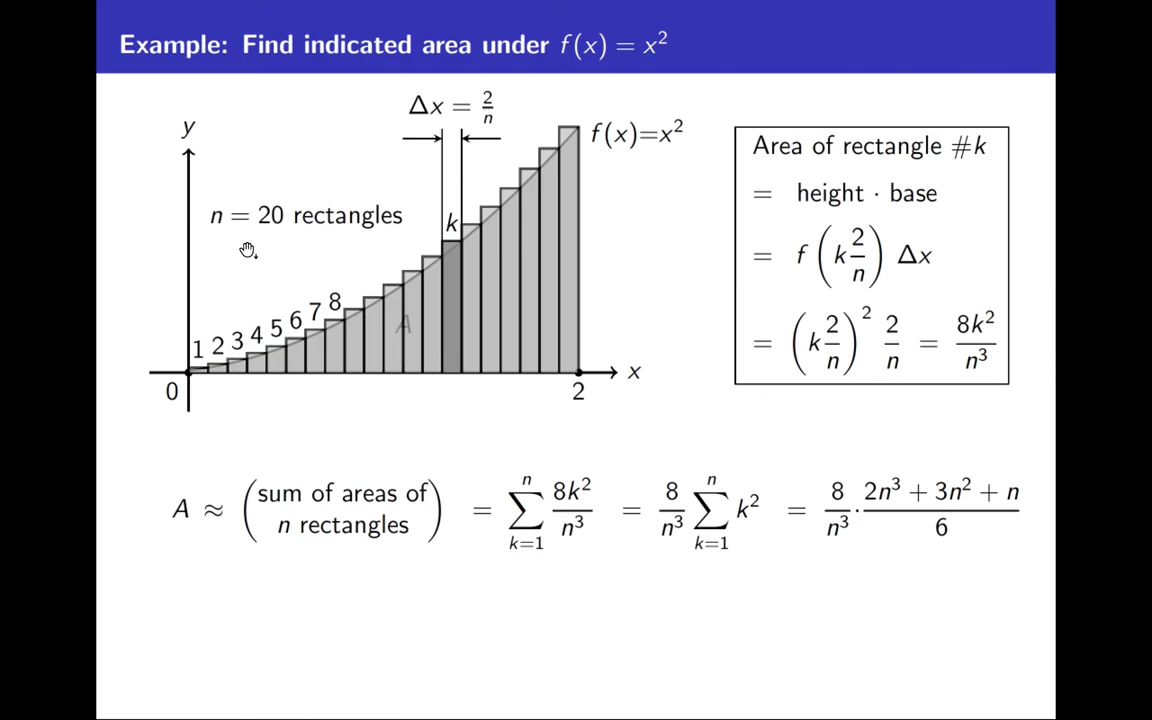 Example: Find indicated area under f(x) = x²
Δx = 2/n
y
f(x)=x²
n = 20 rectangles
k
1 2 3 4 5 6 7 8
A
x
0
2
Area of rectangle #k
= height · base
= f(k 2/n) Δx
= (k 2/n)² 2/n = 8k²/n³
A ≈ (sum of areas of n rectangles) = ∑_{k=1}^{n} 8k²/n³ = 8/n³ ∑_{k=1}^{n} k² = 8/n³ · (2n³ + 3n² + n)/6